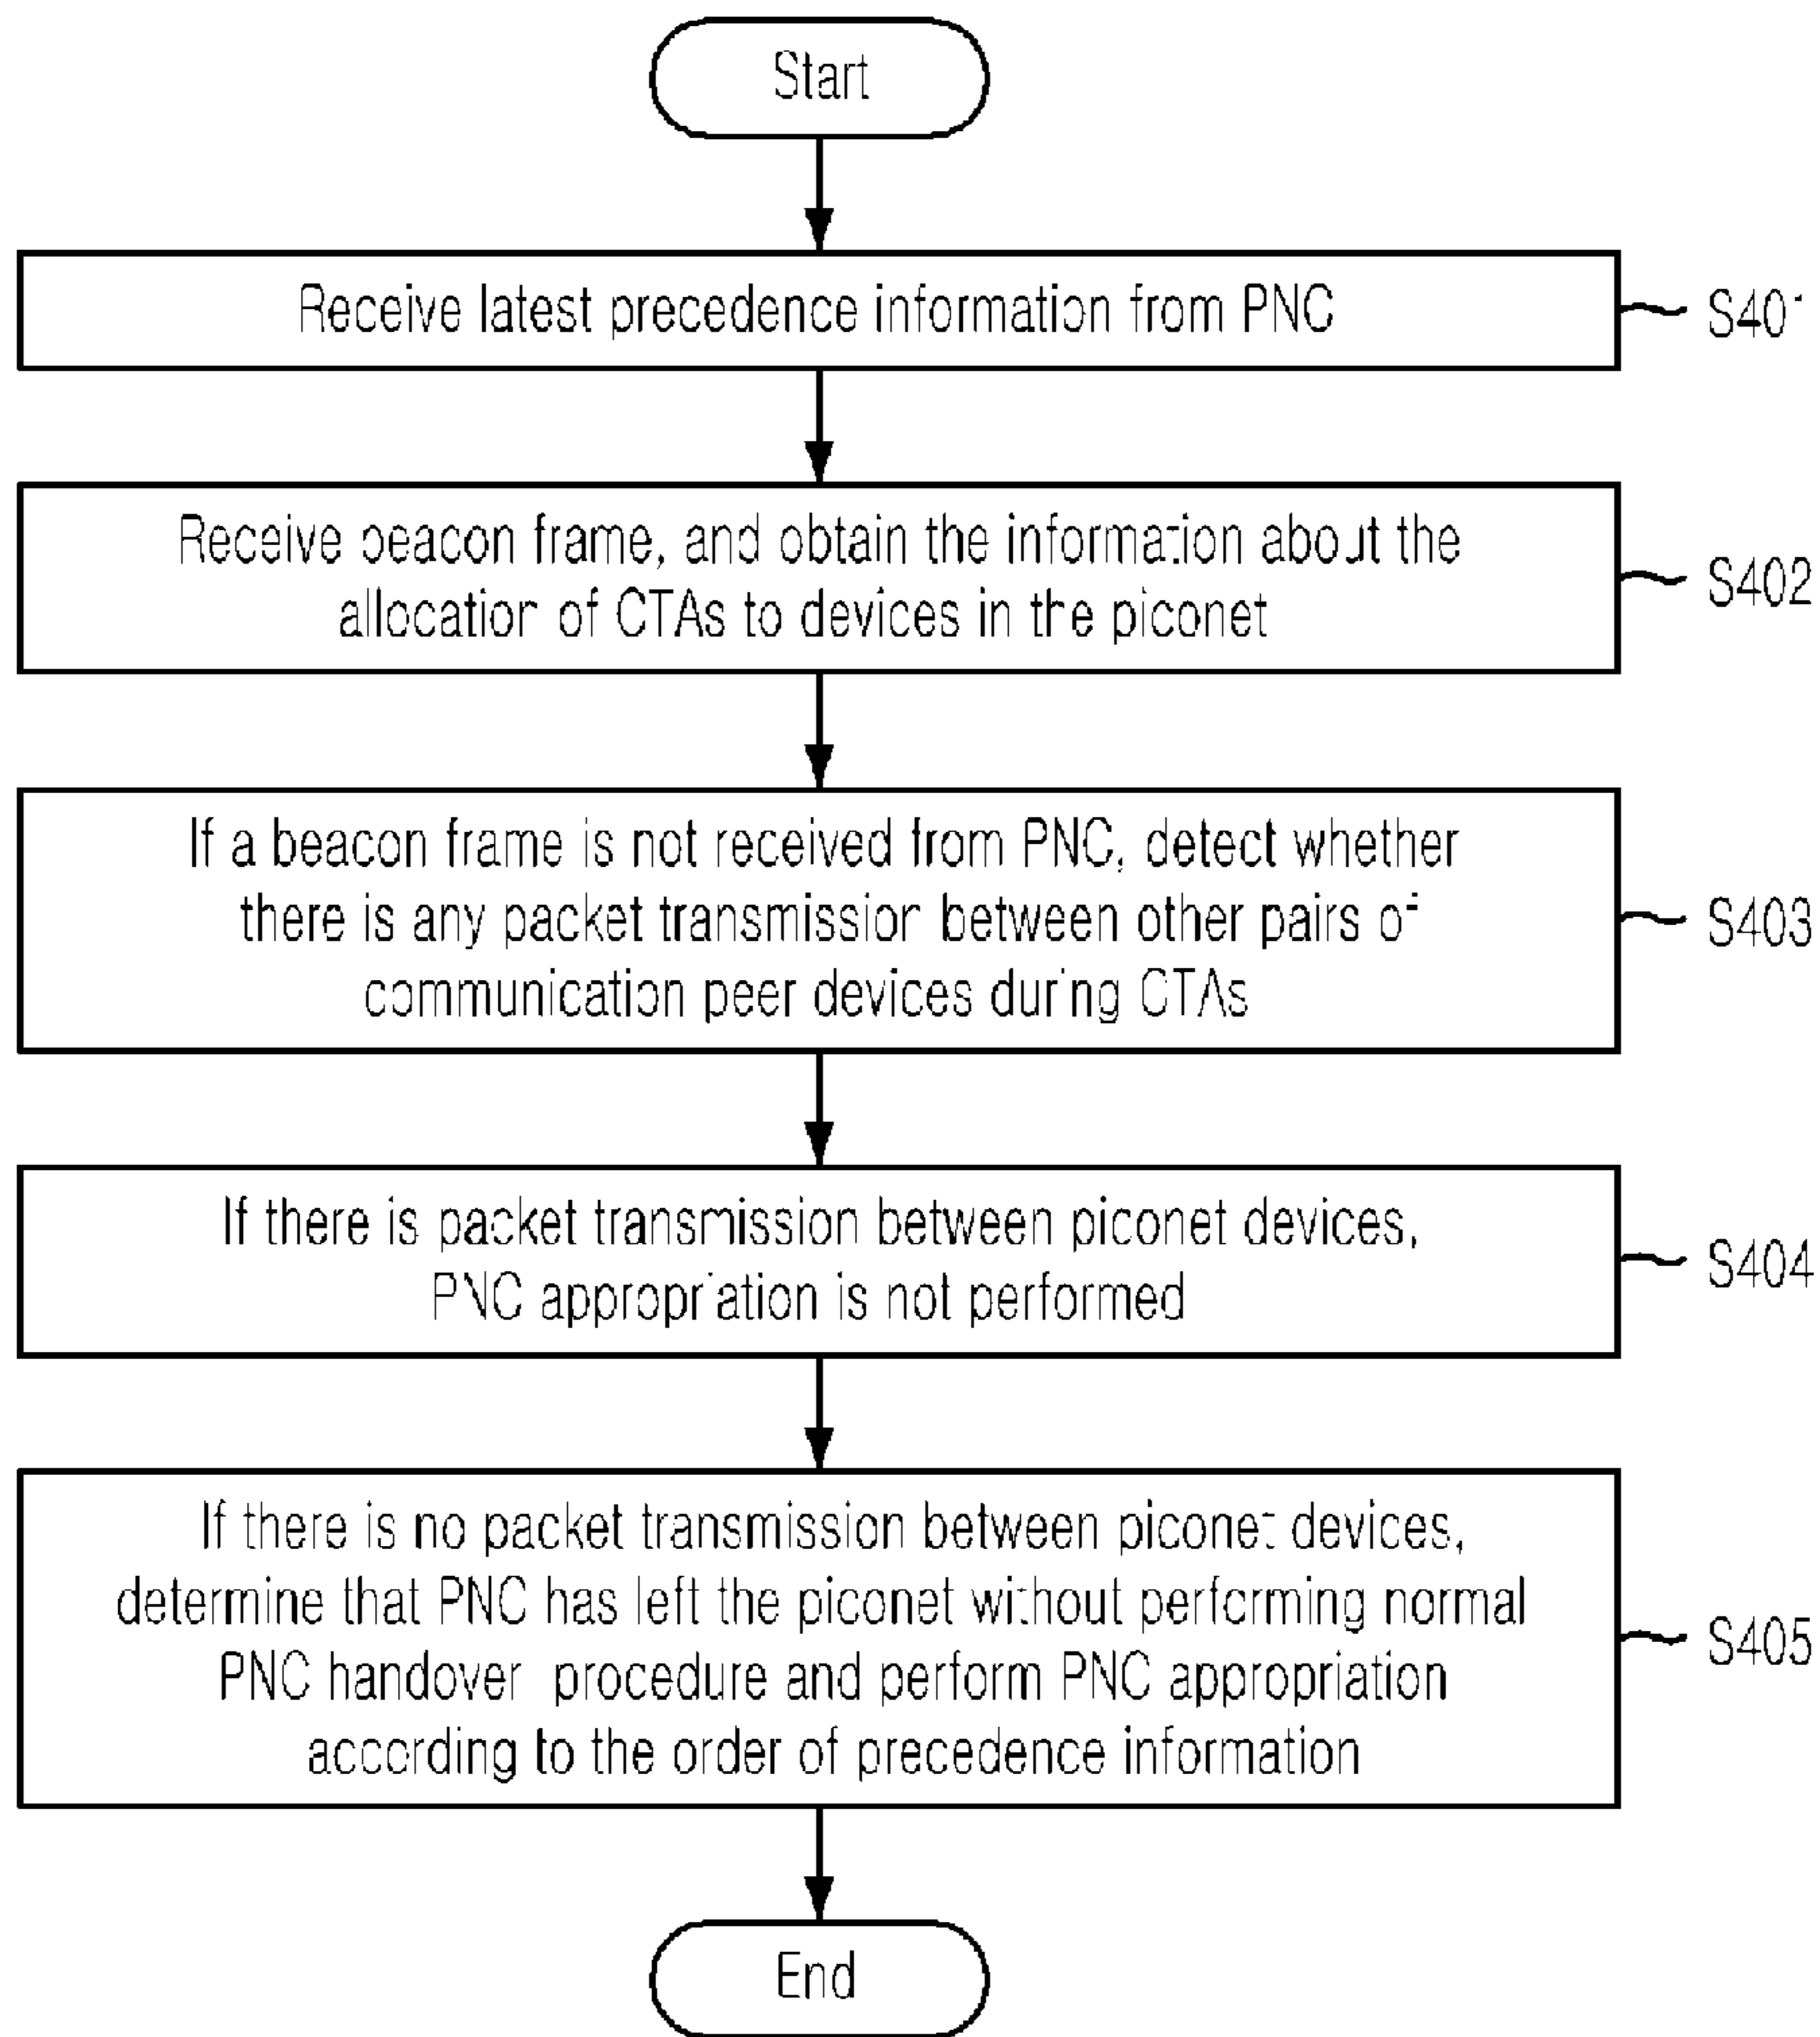 Start
Receive latest precedence information from PNC
S401
Receive beacon frame, and obtain the information about the
allocation of CTAs to devices in the piconet
S402
If a beacon frame is not received from PNC, detect whether
there is any packet transmission between other pairs of
communication peer devices during CTAs
S403
If there is packet transmission between piconet devices,
PNC appropriation is not performed
S404
If there is no packet transmission between piconet devices,
determine that PNC has left the piconet without performing normal
PNC handover procedure and perform PNC appropriation
according to the order of precedence information
S405
End